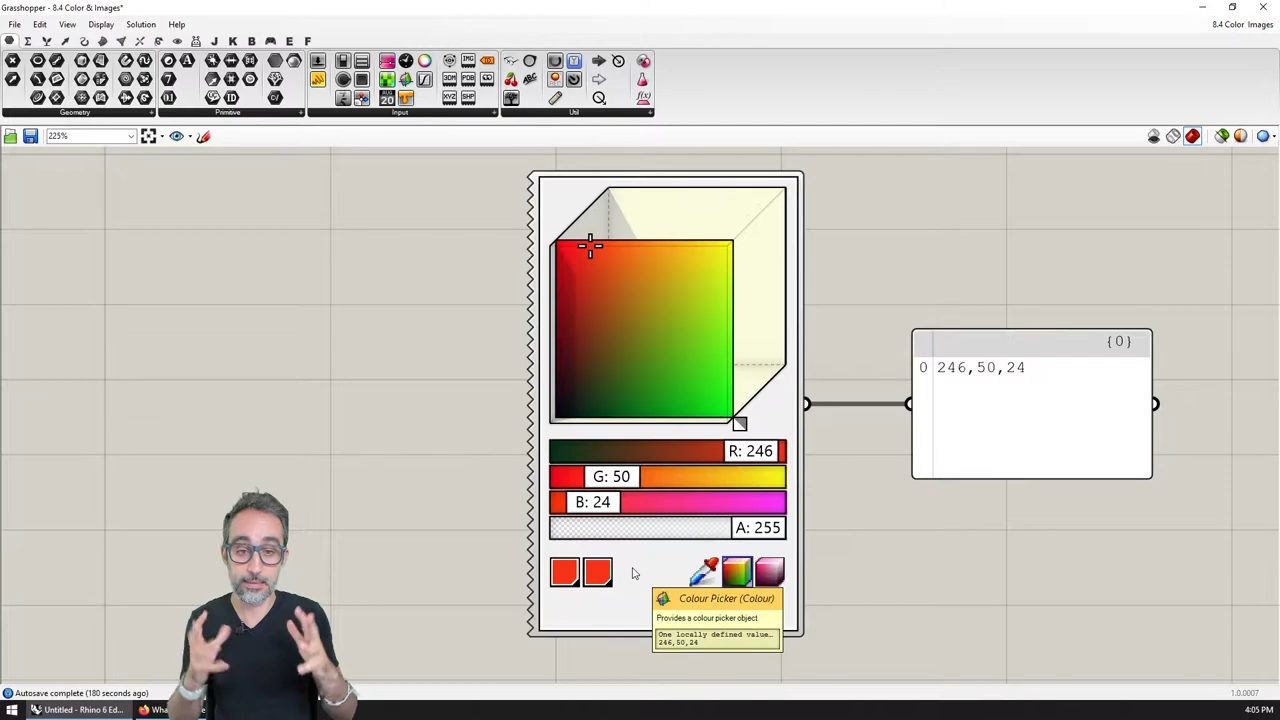 Grasshopper - 8.4 Color & Images*
File Edit View Display Solution Help
8.4 Color Images
J K B E F
Geometry
Primitive
Input
Util
225%
{0}
0 246,50,24
R: 246
G: 50
B: 24
A: 255
Colour Picker (Colour)
Provides a colour picker object
One locally defined value…
246,50,24
Autosave complete (180 seconds ago)
1.0.0007
Untitled - Rhino 6 Ed...
Wha
4:05 PM